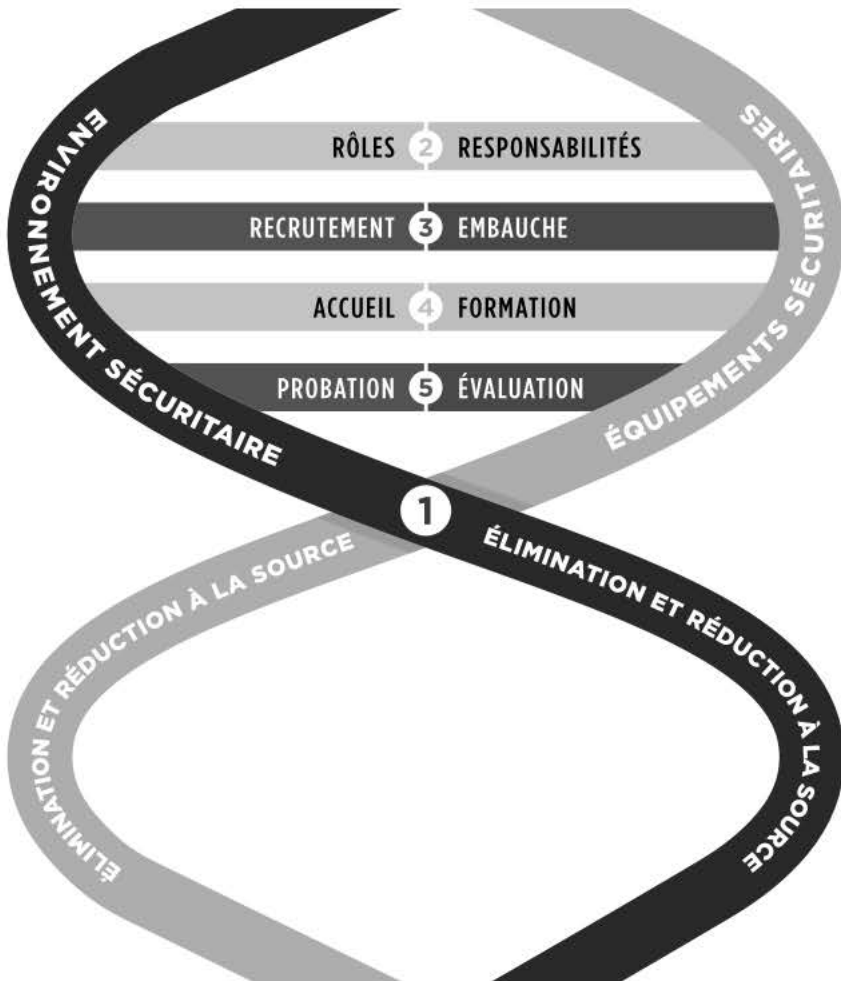 ENVIRONNEMENT SÉCURITAIRE
ÉQUIPEMENTS SÉCURITAIRES
RÔLES 2 RESPONSABILITÉS
RECRUTEMENT 3 EMBAUCHE
ACCUEIL 4 FORMATION
PROBATION 5 ÉVALUATION
1
ÉLIMINATION ET RÉDUCTION À LA SOURCE
ÉLIMINATION ET RÉDUCTION À LA SOURCE